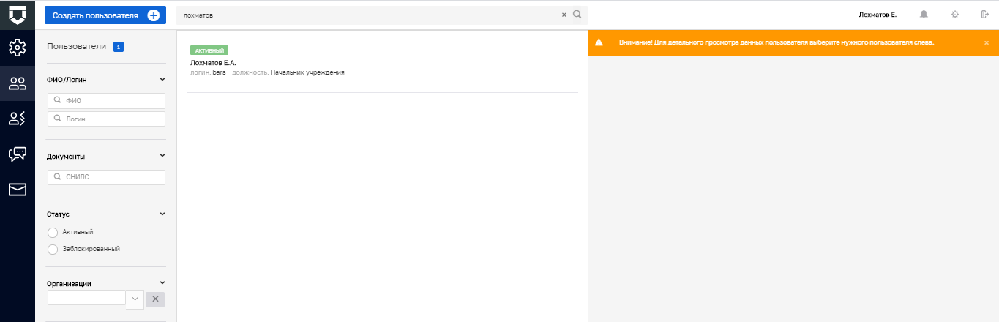 Создать пользователя
лохматов
Лохматов Е.
Пользователи 1
ФИО/Логин
ФИО
Логин
Документы
СНИЛС
Статус
Активный
Заблокированный
Организации
АКТИВНЫЙ
Лохматов Е.А.
логин: bars должность: Начальник учреждения
Внимание! Для детального просмотра данных пользователя выберите нужного пользователя слева.